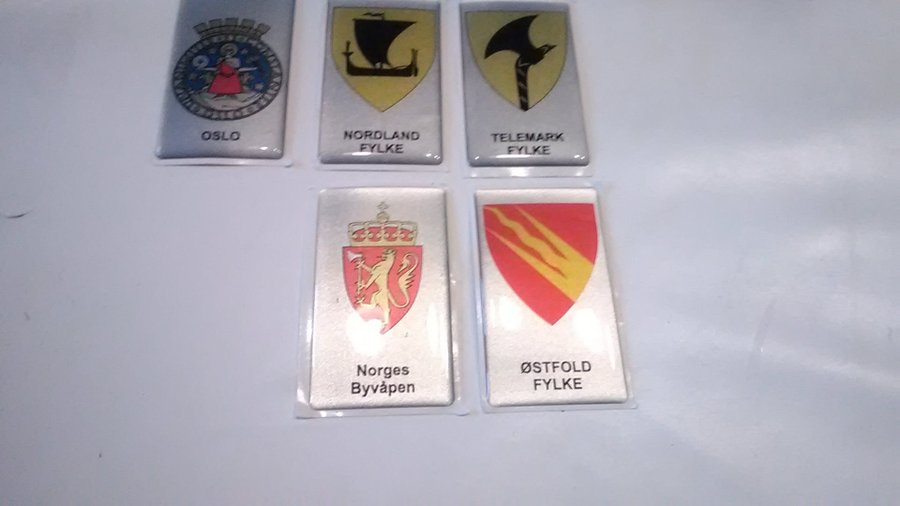 OSLO
NORDLAND
FYLKE
TELEMARK
FYLKE
Norges
Byvåpen
ØSTFOLD
FYLKE